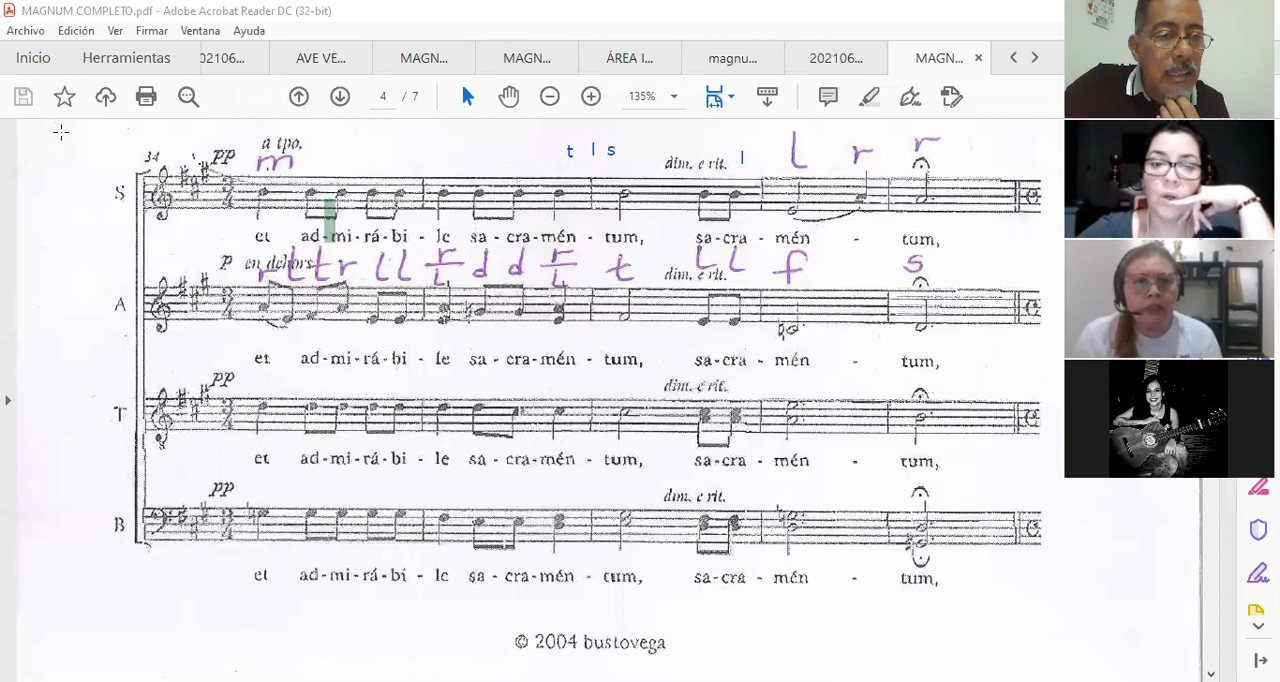 MAGNUM COMPLETO.pdf - Adobe Acrobat Reader DC (32-bit)
Archivo Edición Ver Firmar Ventana Ayuda
Inicio Herramientas 202106... AVE VE... MAGN... MAGN... ÁREA I... magnu... 202106... MAGN... ×
4 / 7 135%
34 pp a tpo. t l s dim. e rit. l l r r
m
S
et ad-mi-rá-bi-le sa-cra-mén-tum, sa-cra-mén-tum,
p en dehors r l t r l l r l d d r l t l l f s
dim. e rit.
A
et ad-mi-rá-bi-le sa-cra-mén-tum, sa-cra-mén-tum,
pp dim. e rit.
T
et ad-mi-rá-bi-le sa-cra-mén-tum, sa-cra-mén-tum,
pp dim. e rit.
B
et ad-mi-rá-bi-le sa-cra-mén-tum, sa-cra-mén-tum,
© 2004 bustovega